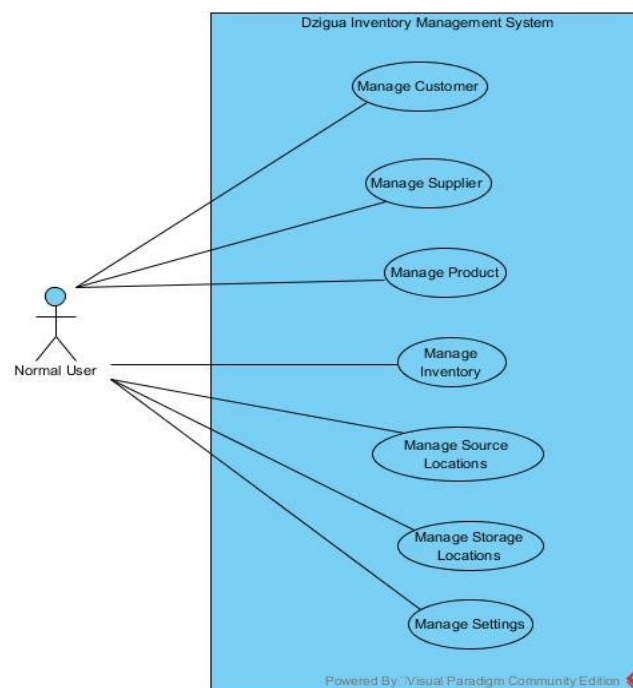 Dzigua Inventory Management System
Manage Customer
Manage Supplier
Manage Product
Normal User
Manage
Inventory
Manage Source
Locations
Manage Storage
Locations
Manage Settings
Powered By Visual Paradigm Community Edition